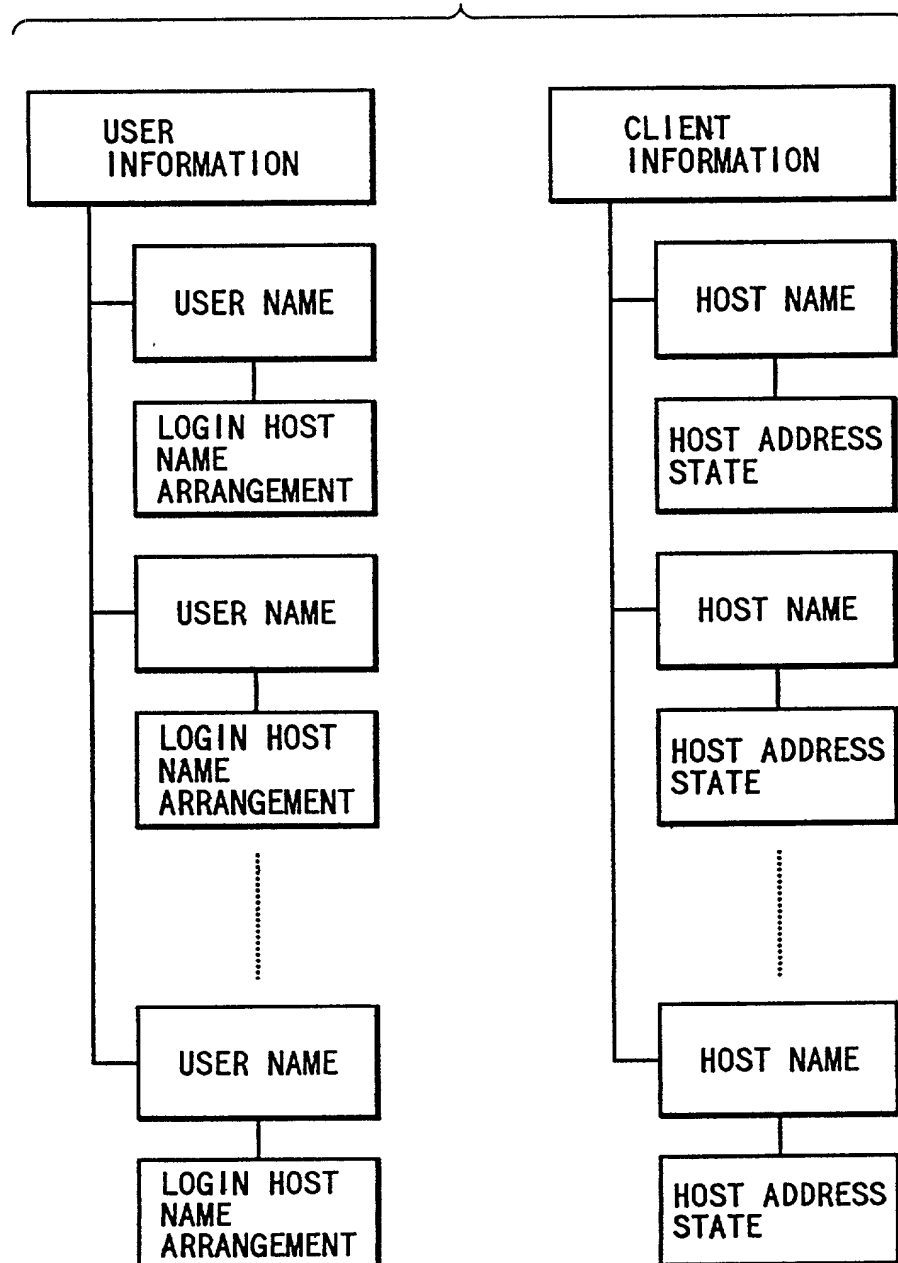 USER
INFORMATION
USER NAME
LOGIN HOST
NAME
ARRANGEMENT
USER NAME
LOGIN HOST
NAME
ARRANGEMENT
USER NAME
LOGIN HOST
NAME
ARRANGEMENT
CLIENT
INFORMATION
HOST NAME
HOST ADDRESS
STATE
HOST NAME
HOST ADDRESS
STATE
HOST NAME
HOST ADDRESS
STATE